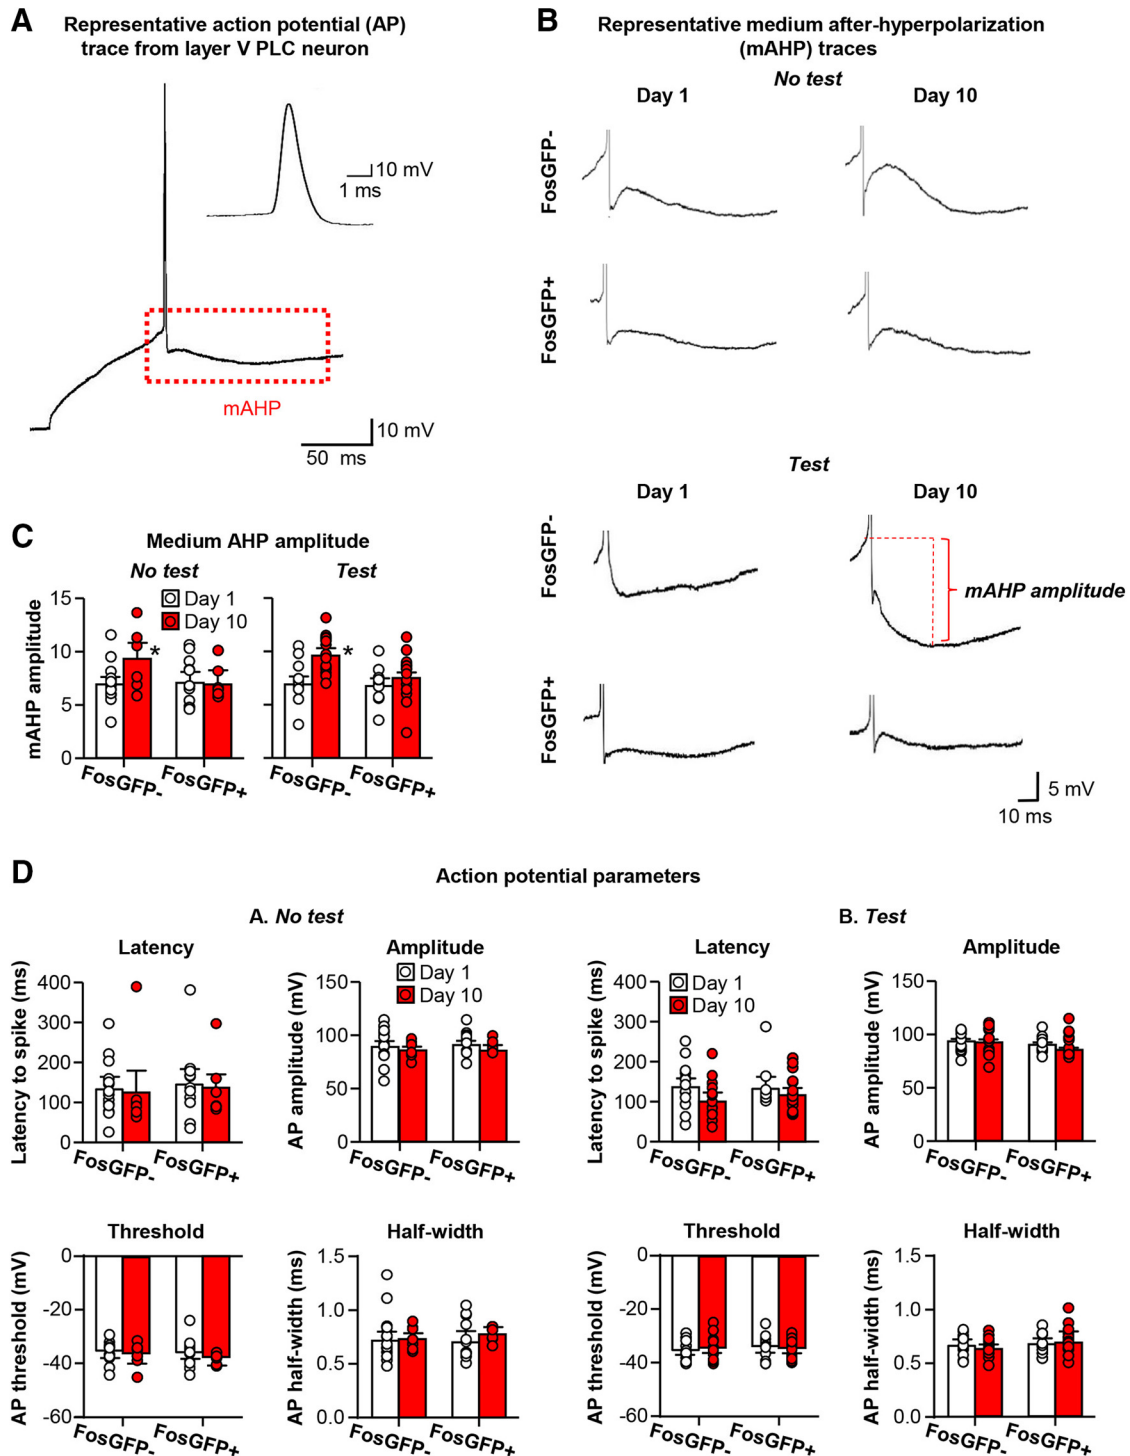 A
Representative action potential (AP)
trace from layer V PLC neuron
10 mV
1 ms
mAHP
10 mV
50 ms
B
Representative medium after-hyperpolarization
(mAHP) traces
No test
Day 1
Day 10
FosGFP-
FosGFP+
Test
Day 1
Day 10
FosGFP-
mAHP amplitude
FosGFP+
5 mV
10 ms
C
Medium AHP amplitude
No test
Test
Day 1
Day 10
mAHP amplitude
15
10
5
0
*
*
FosGFP-
FosGFP+
FosGFP-
FosGFP+
D
Action potential parameters
A. No test
B. Test
Latency
Latency to spike (ms)
400
300
200
100
0
FosGFP-
FosGFP+
Amplitude
Day 1
Day 10
AP amplitude (mV)
150
100
50
0
FosGFP-
FosGFP+
Latency
Day 1
Day 10
Latency to spike (ms)
400
300
200
100
0
FosGFP-
FosGFP+
Amplitude
AP amplitude (mV)
150
100
50
0
FosGFP-
FosGFP+
Threshold
AP threshold (mV)
0
-20
-40
-60
FosGFP-
FosGFP+
Half-width
AP half-width (ms)
1.5
1.0
0.5
0.0
FosGFP-
FosGFP+
Threshold
AP threshold (mV)
0
-20
-40
-60
FosGFP-
FosGFP+
Half-width
AP half-width (ms)
1.5
1.0
0.5
0.0
FosGFP-
FosGFP+